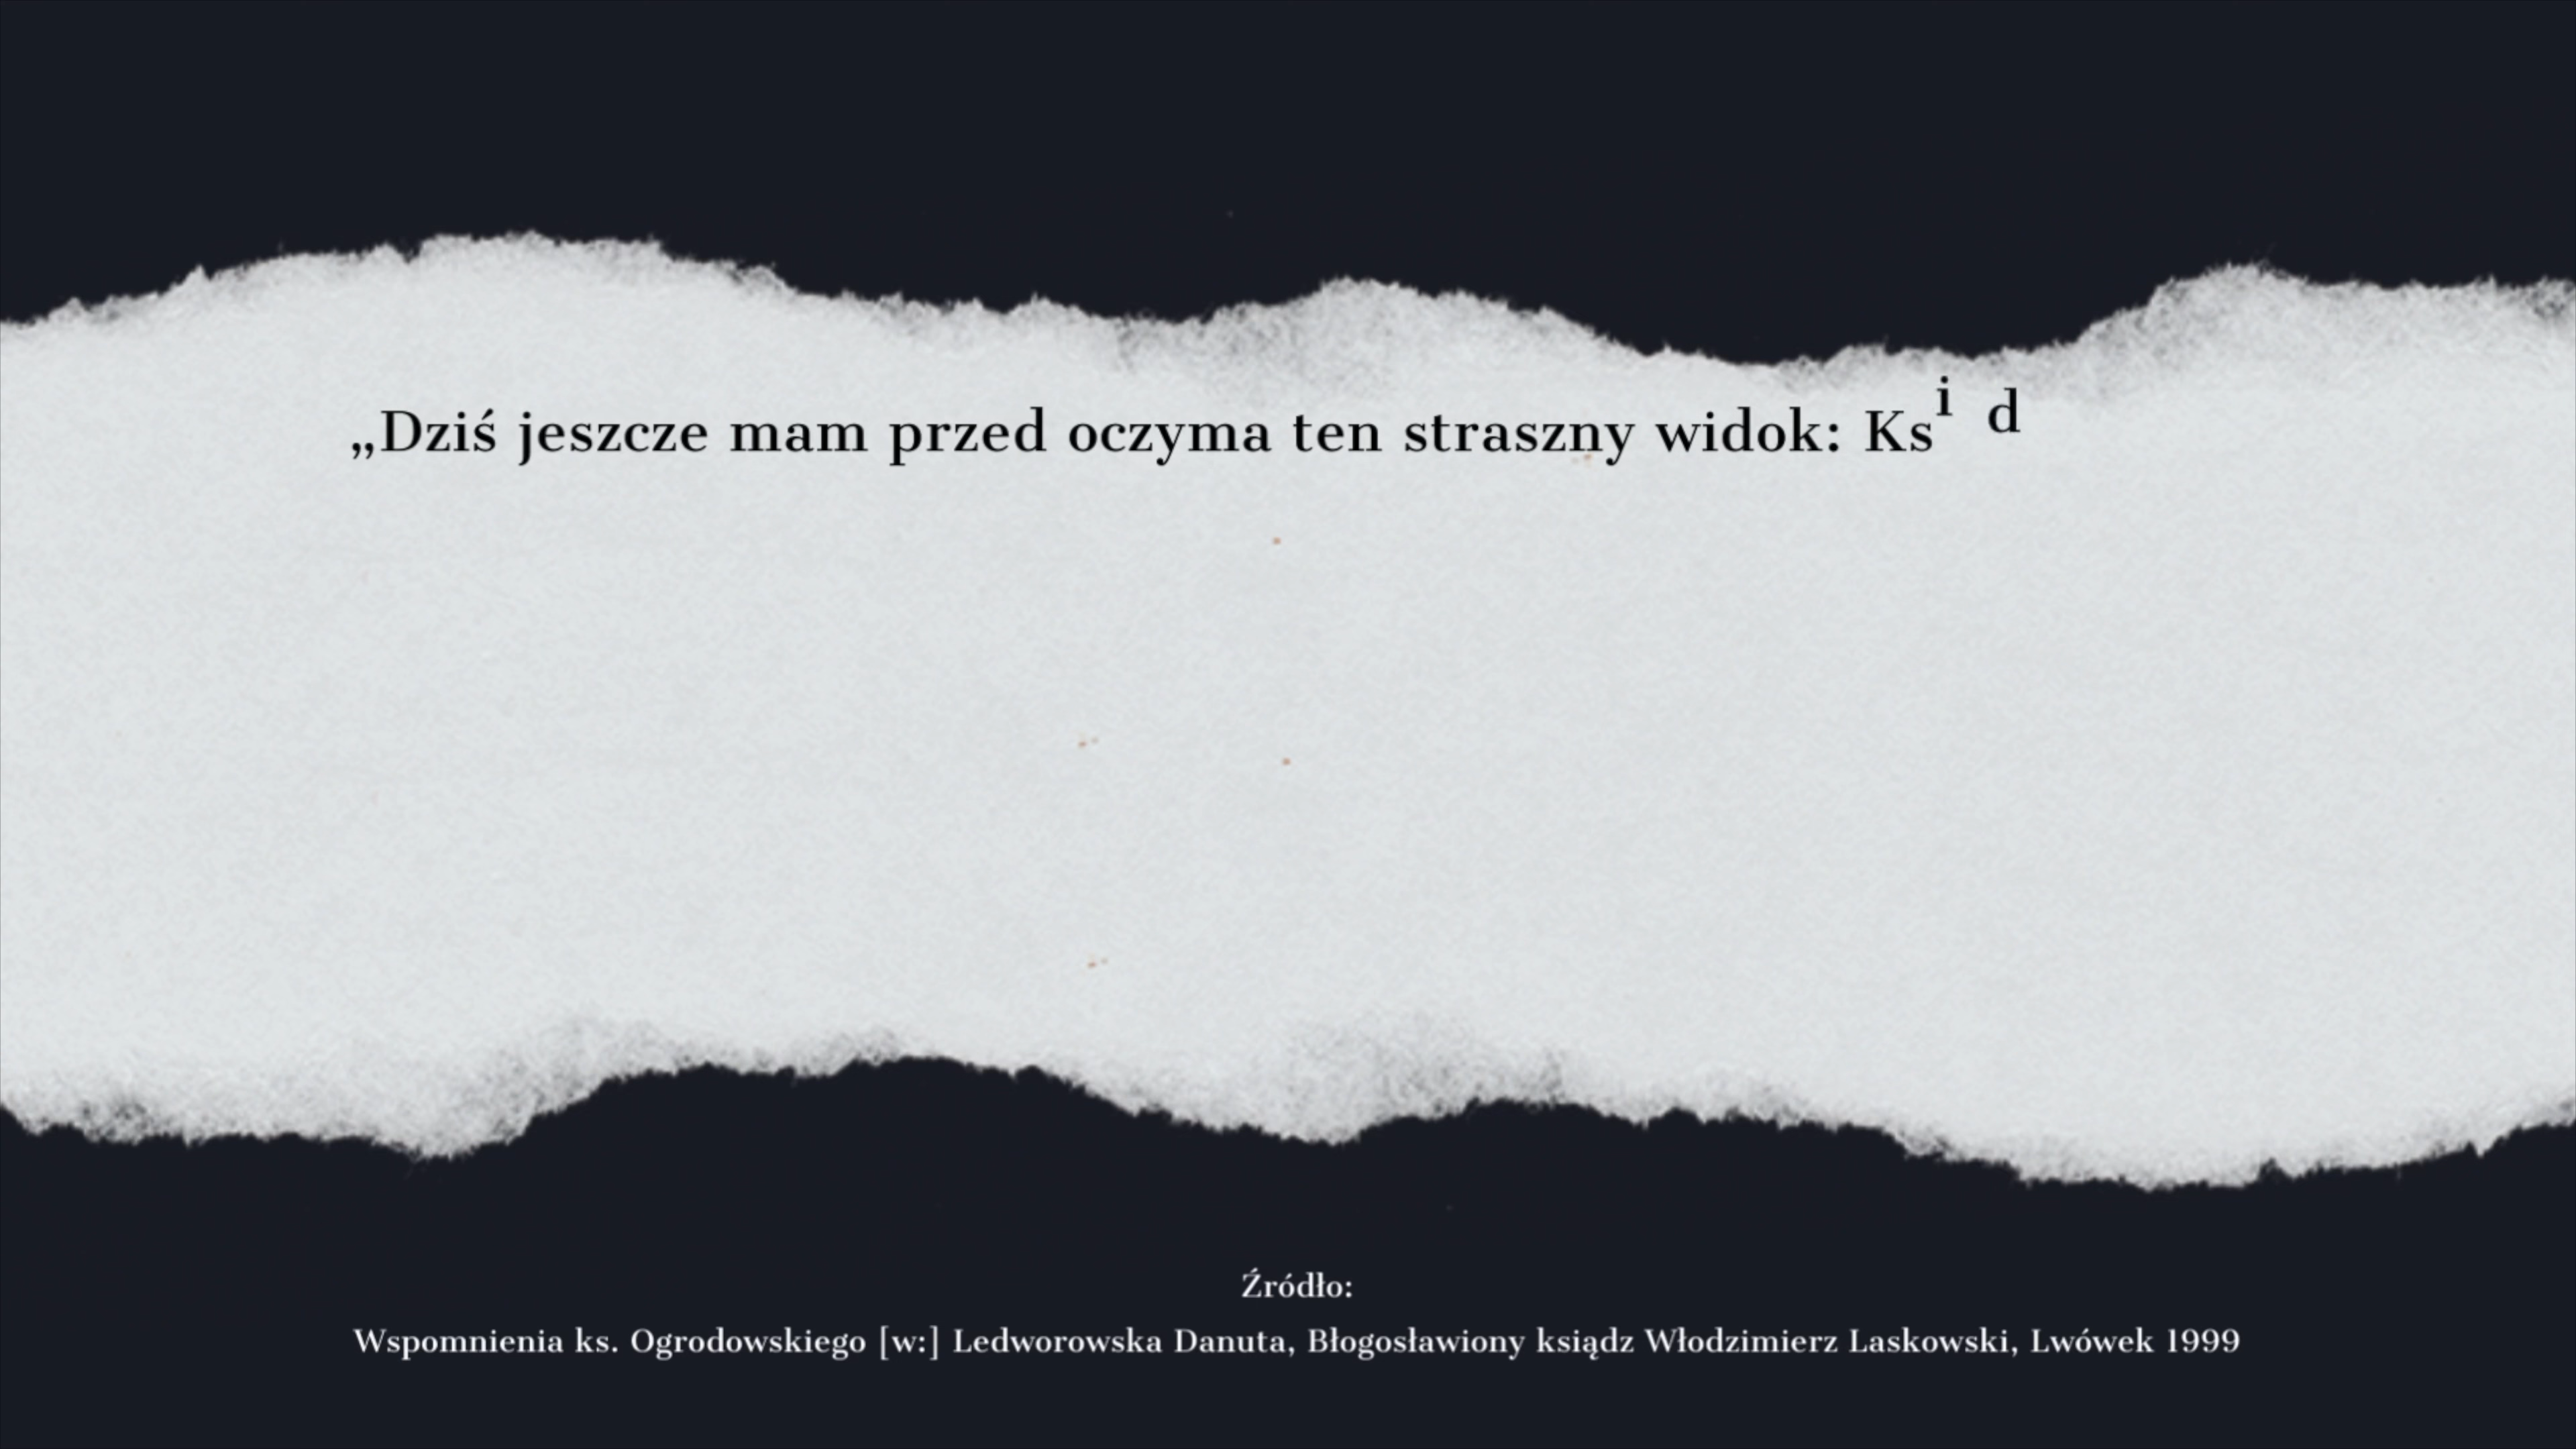 „Dziś jeszcze mam przed oczyma ten straszny widok: Ksi d
Źródło:
Wspomnienia ks. Ogrodowskiego [w:] Ledworowska Danuta, Błogosławiony ksiądz Włodzimierz Laskowski, Lwówek 1999